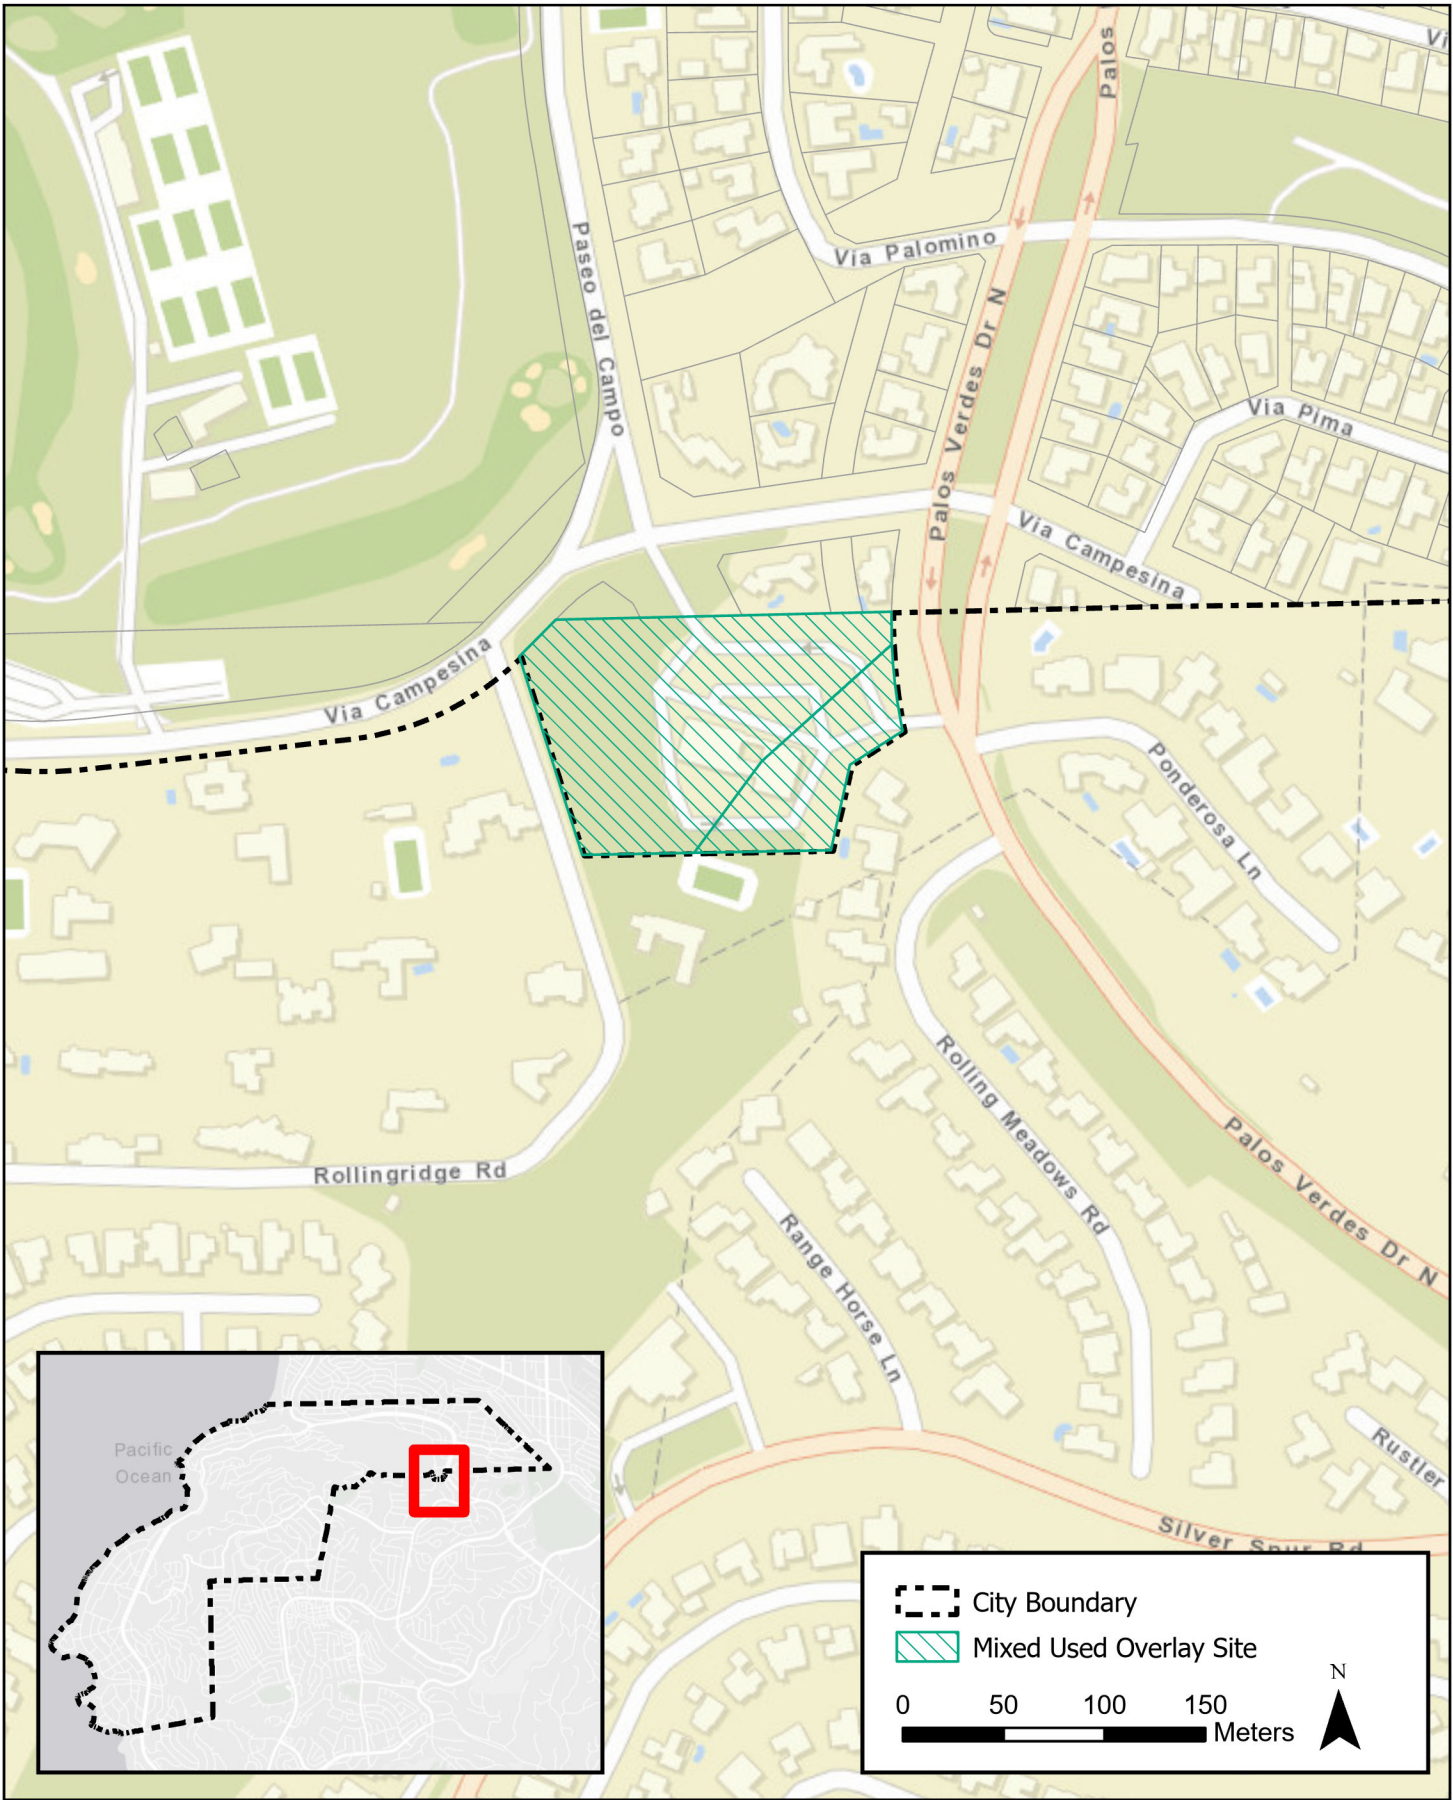 Palos
Vi
Paseo del Campo
Via Palomino
Palos Verdes Dr N
Via Pima
Via Campesina
Via Campesina
Ponderosa Ln
Rolling Meadows Rd
Rollingridge Rd
Range Horse Ln
Palos Verdes Dr N
Rustler
Silver Spur Rd
Pacific
Ocean
City Boundary
Mixed Used Overlay Site
N
0 50 100 150
Meters